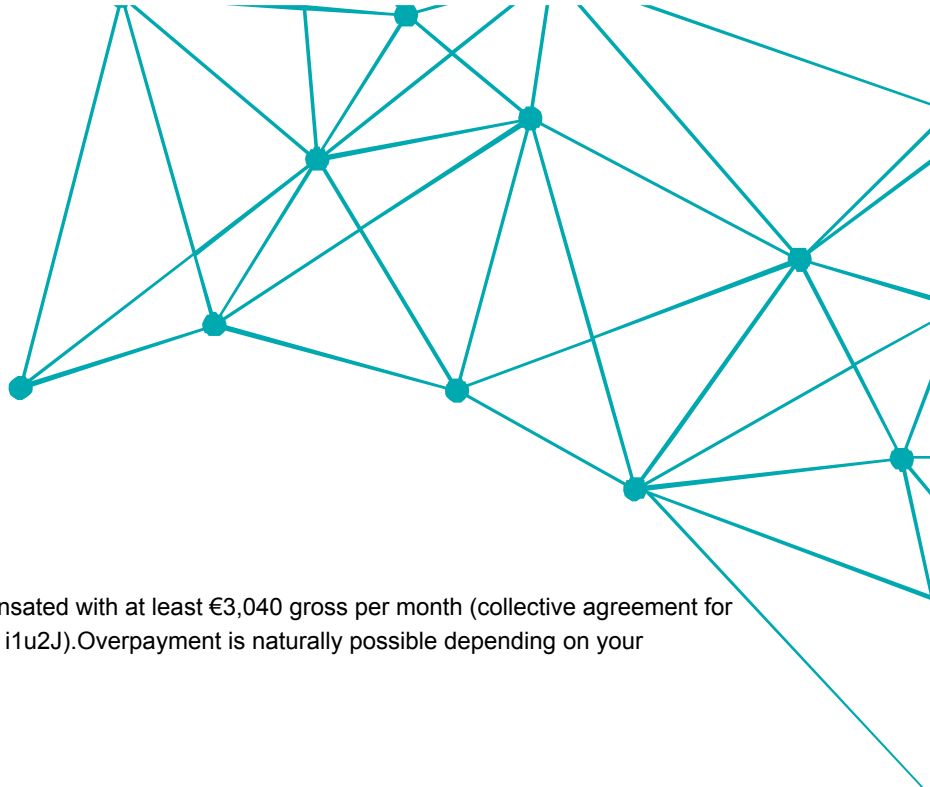 nsated with at least €3,040 gross per month (collective agreement for
i1u2J).Overpayment is naturally possible depending on your